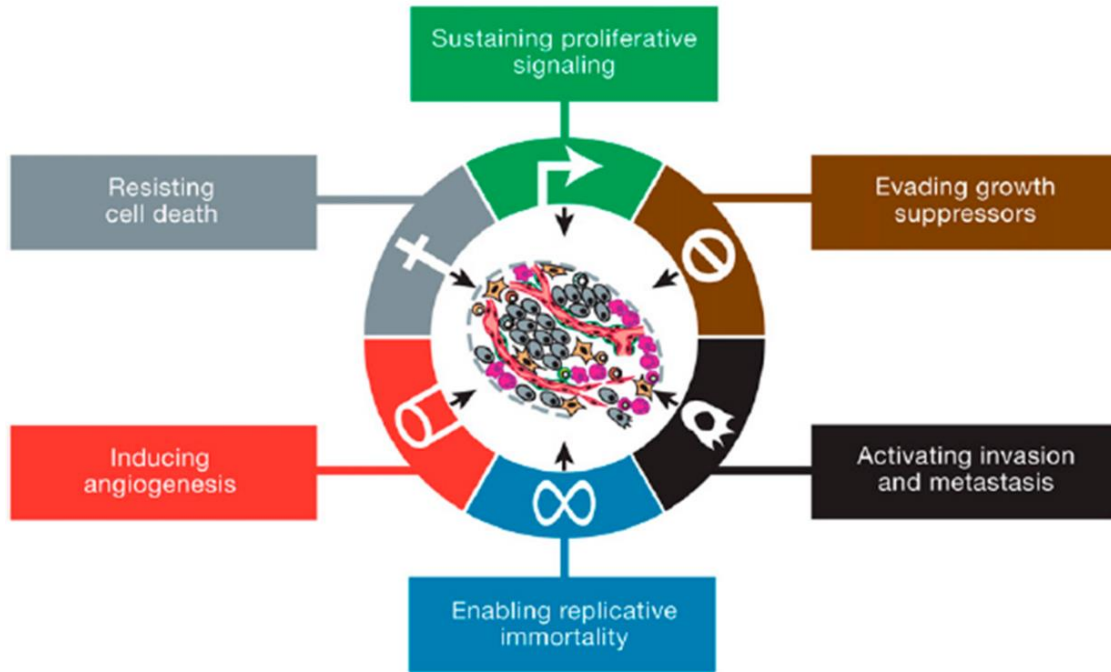 Sustaining proliferative
signaling
Resisting
cell death
Evading growth
suppressors
Inducing
angiogenesis
Activating invasion
and metastasis
Enabling replicative
immortality